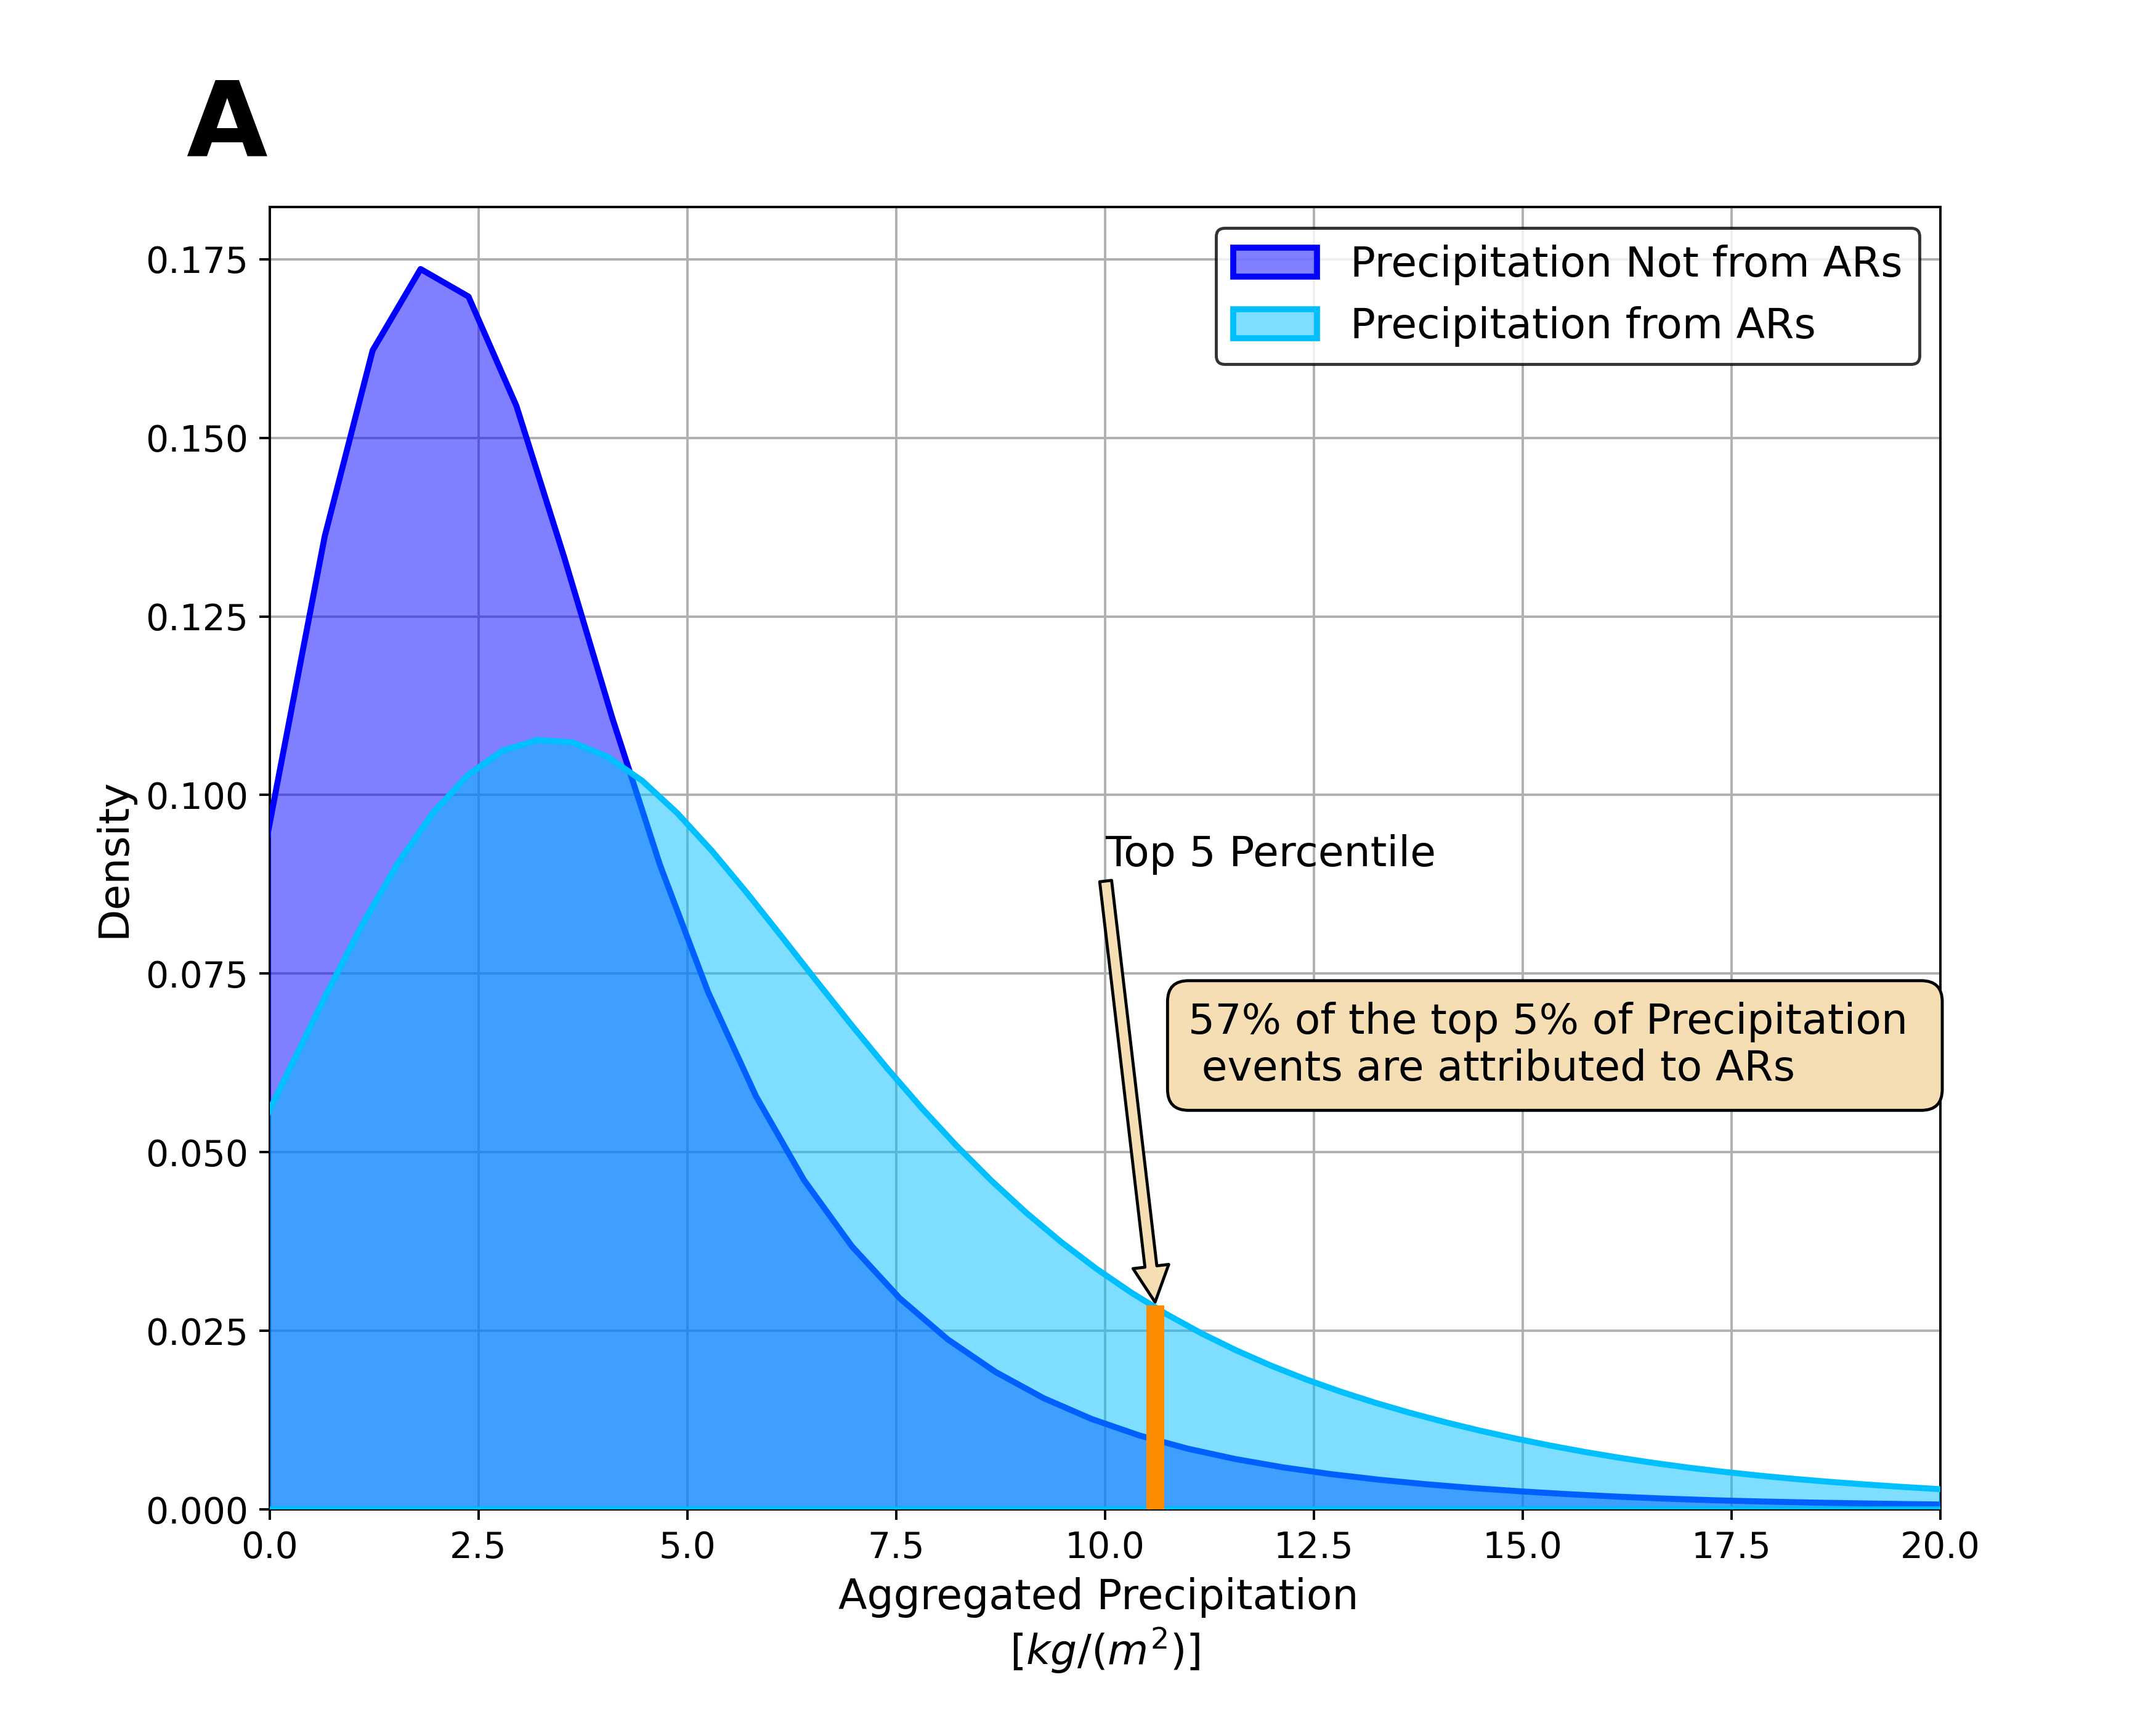 A
0.175
0.150
0.125
0.100
0.075
0.050
0.025
0.000
Density
Precipitation Not from ARs
Precipitation from ARs
Top 5 Percentile
57% of the top 5% of Precipitation
events are attributed to ARs
0.0 2.5 5.0 7.5 10.0 12.5 15.0 17.5 20.0
Aggregated Precipitation
[kg/(m²)]